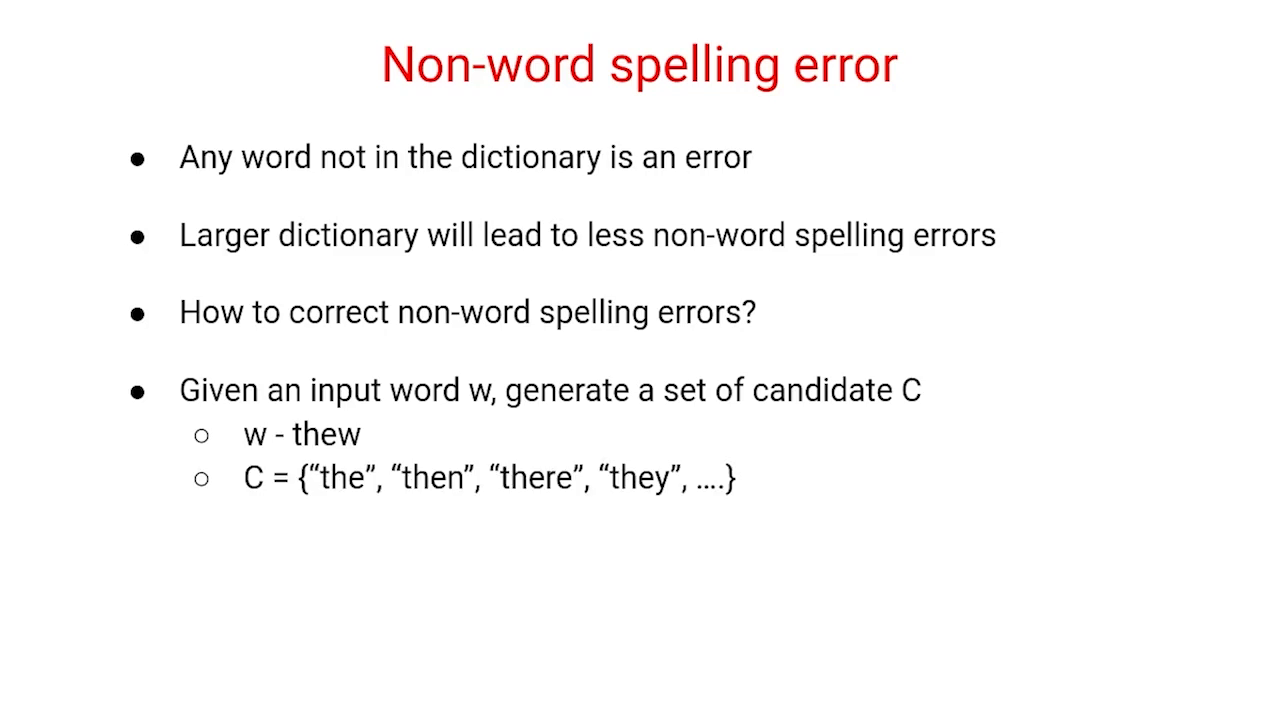 Non-word spelling error
● Any word not in the dictionary is an error
● Larger dictionary will lead to less non-word spelling errors
● How to correct non-word spelling errors?
● Given an input word w, generate a set of candidate C
○ w - thew
○ C = {“the”, “then”, “there”, “they”, ….}